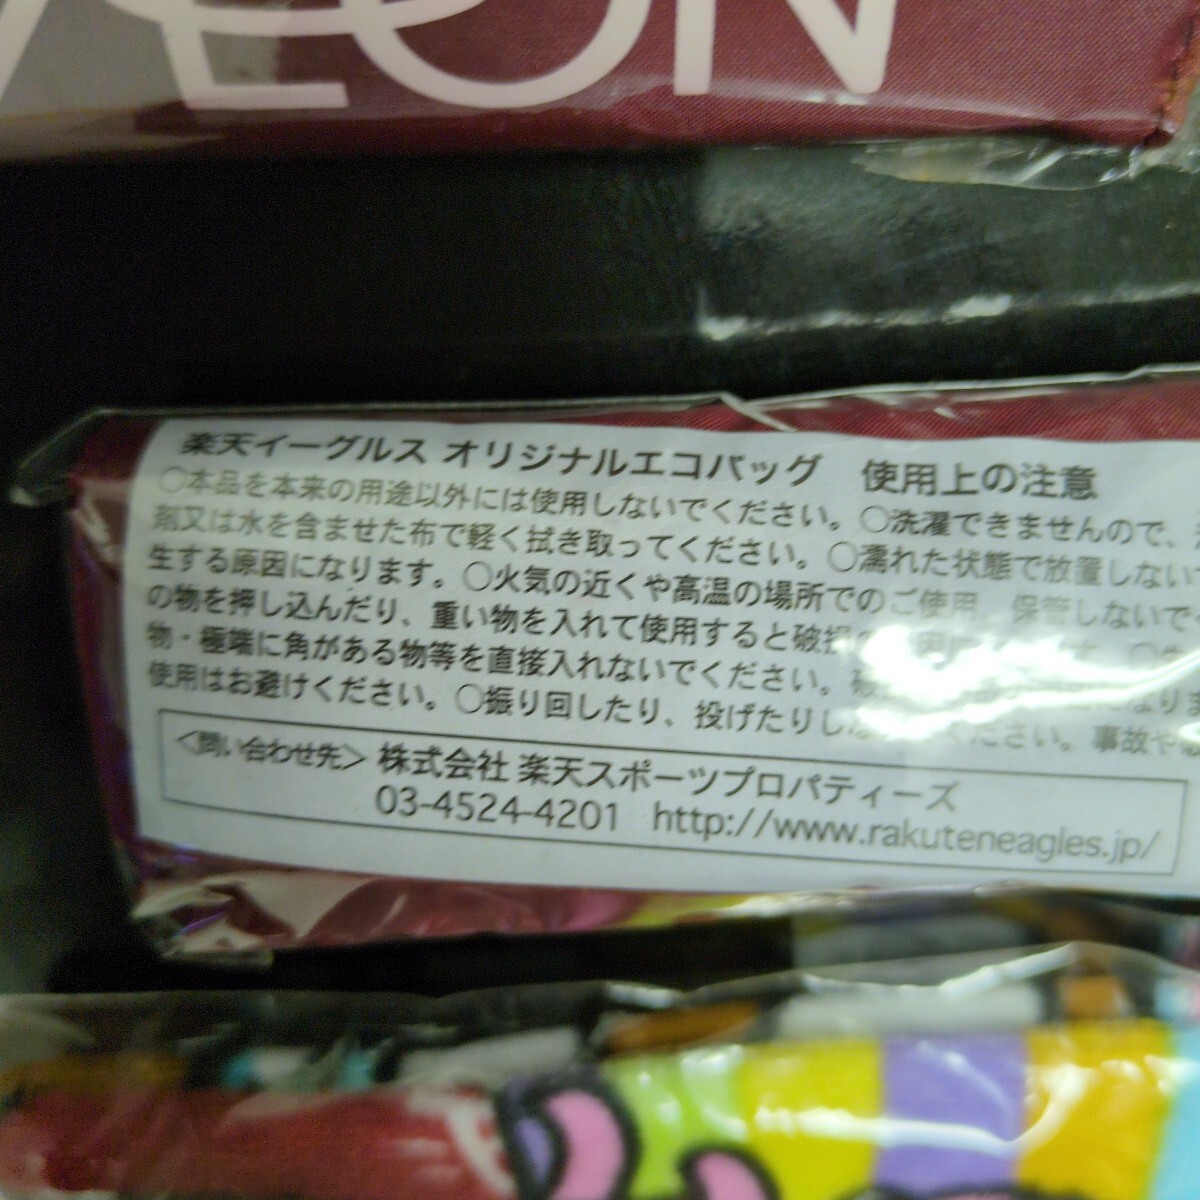 ÆON
楽天イーグルス オリジナルエコバッグ 使用上の注意
○本品を本来の用途以外には使用しないでください。○洗濯できませんので、
剤又は水を含ませた布で軽く拭き取ってください。○濡れた状態で放置しない
生する原因になります。○火気の近くや高温の場所でのご使用、保管しないで
の物を押し込んだり、重い物を入れて使用すると破損の
物・極端に角がある物等を直接入れないでください。
使用はお避けください。○振り回したり、投げたりし ください。事故や
<問い合わせ先> 株式会社 楽天スポーツプロパティーズ
03-4524-4201 http://www.rakuteneagles.jp/